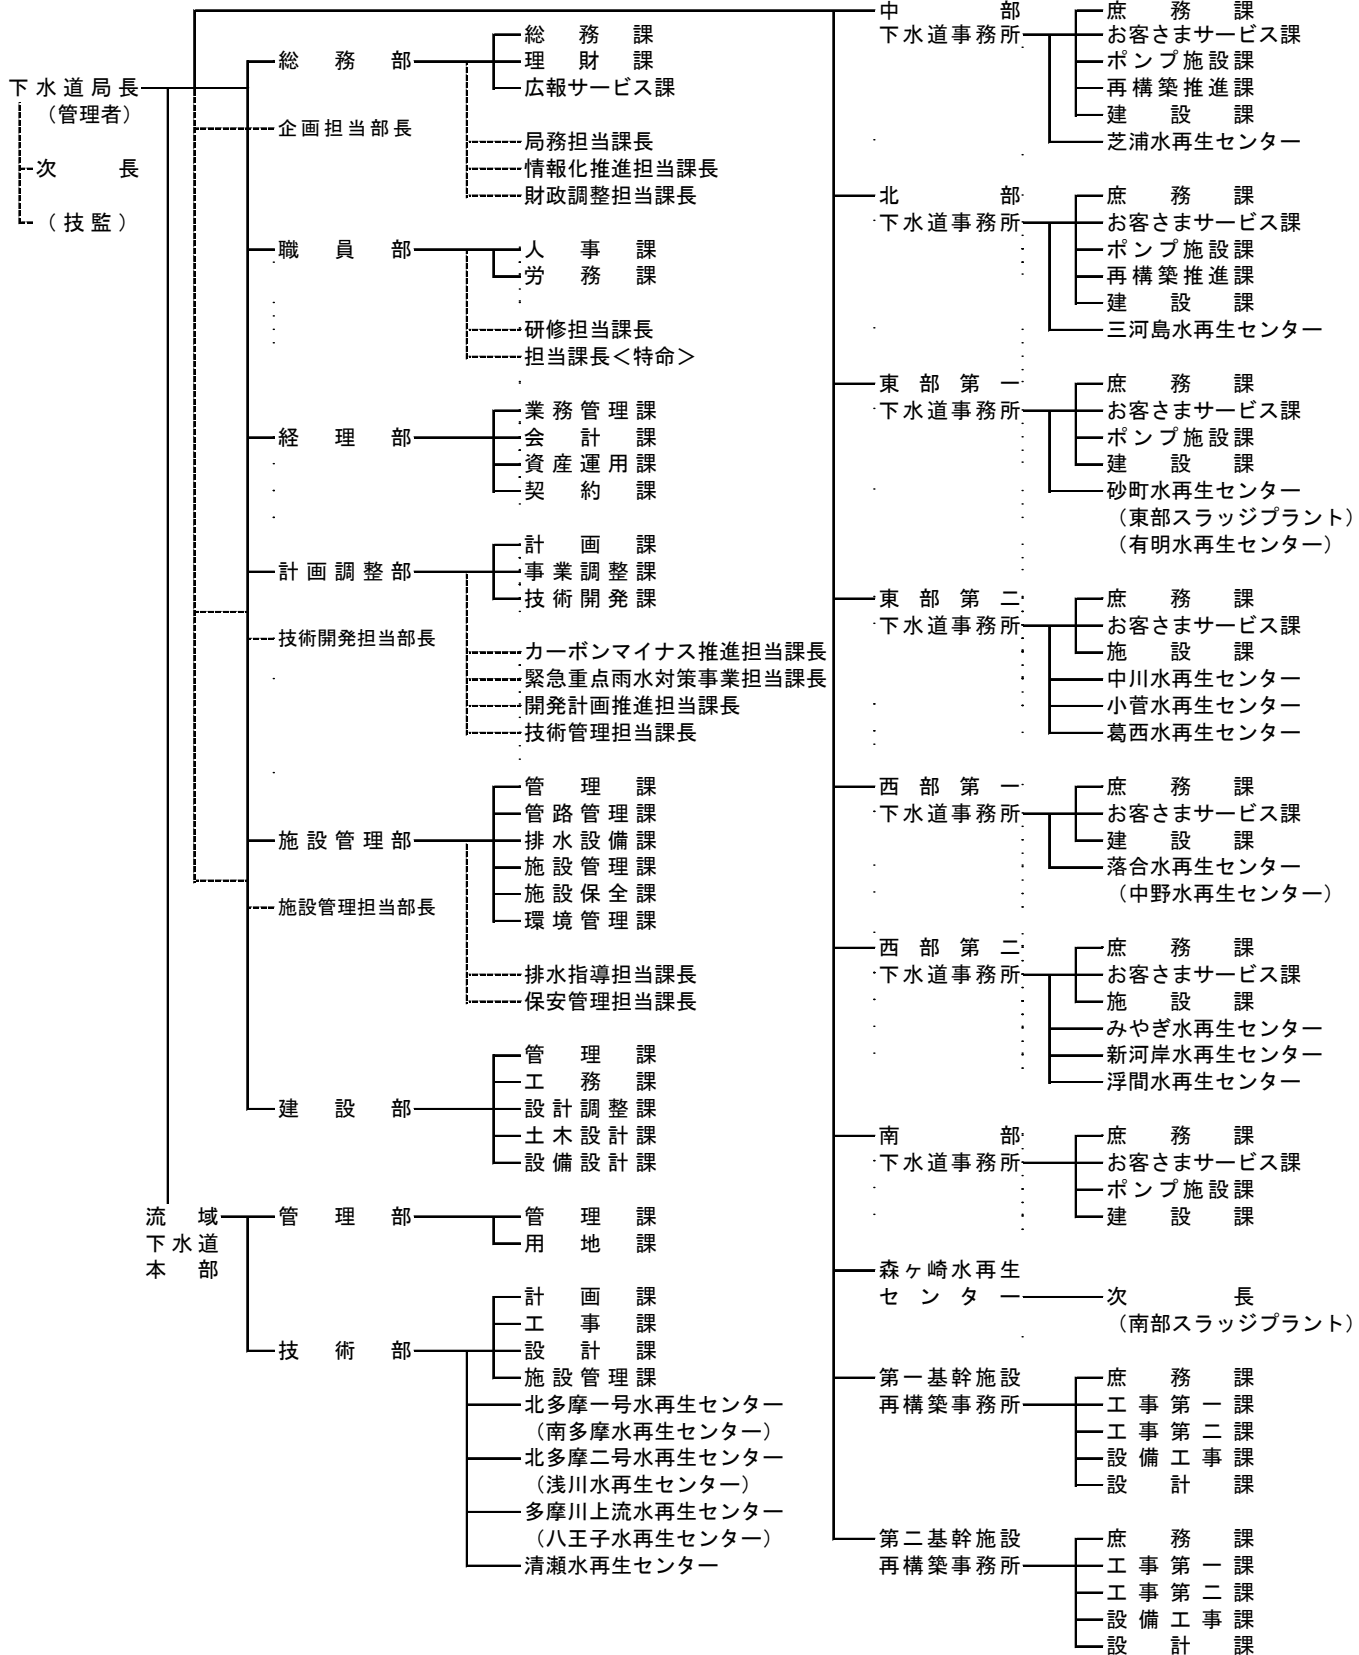 下水道局長
（管理者）
次長
（技監）
総務部
総務課
理財課
広報サービス課
企画担当部長
局務担当課長
情報化推進担当課長
財政調整担当課長
職員部
人事課
労務課
研修担当課長
担当課長＜特命＞
経理部
業務管理課
会計課
資産運用課
契約課
計画調整部
計画課
事業調整課
技術開発課
技術開発担当部長
カーボンマイナス推進担当課長
緊急重点雨水対策事業担当課長
開発計画推進担当課長
技術管理担当課長
施設管理部
管理課
管路管理課
排水設備課
施設管理課
施設保全課
環境管理課
施設管理担当部長
排水指導担当課長
保安管理担当課長
建設部
管理課
工務課
設計調整課
土木設計課
設備設計課
流域
下水道
本部
管理部
管理課
用地課
技術部
計画課
工事課
設計課
施設管理課
北多摩一号水再生センター
（南多摩水再生センター）
北多摩二号水再生センター
（浅川水再生センター）
多摩川上流水再生センター
（八王子水再生センター）
清瀬水再生センター
中部
下水道事務所
庶務課
お客さまサービス課
ポンプ施設課
再構築推進課
建設課
芝浦水再生センター
北部
下水道事務所
庶務課
お客さまサービス課
ポンプ施設課
再構築推進課
建設課
三河島水再生センター
東部第一
下水道事務所
庶務課
お客さまサービス課
ポンプ施設課
建設課
砂町水再生センター
（東部スラッジプラント）
（有明水再生センター）
東部第二
下水道事務所
庶務課
お客さまサービス課
施設課
中川水再生センター
小菅水再生センター
葛西水再生センター
西部第一
下水道事務所
庶務課
お客さまサービス課
建設課
落合水再生センター
（中野水再生センター）
西部第二
下水道事務所
庶務課
お客さまサービス課
施設課
みやぎ水再生センター
新河岸水再生センター
浮間水再生センター
南部
下水道事務所
庶務課
お客さまサービス課
ポンプ施設課
建設課
森ヶ崎水再生
センター
次長
（南部スラッジプラント）
第一基幹施設
再構築事務所
庶務課
工事第一課
工事第二課
設備工事課
設計課
第二基幹施設
再構築事務所
庶務課
工事第一課
工事第二課
設備工事課
設計課